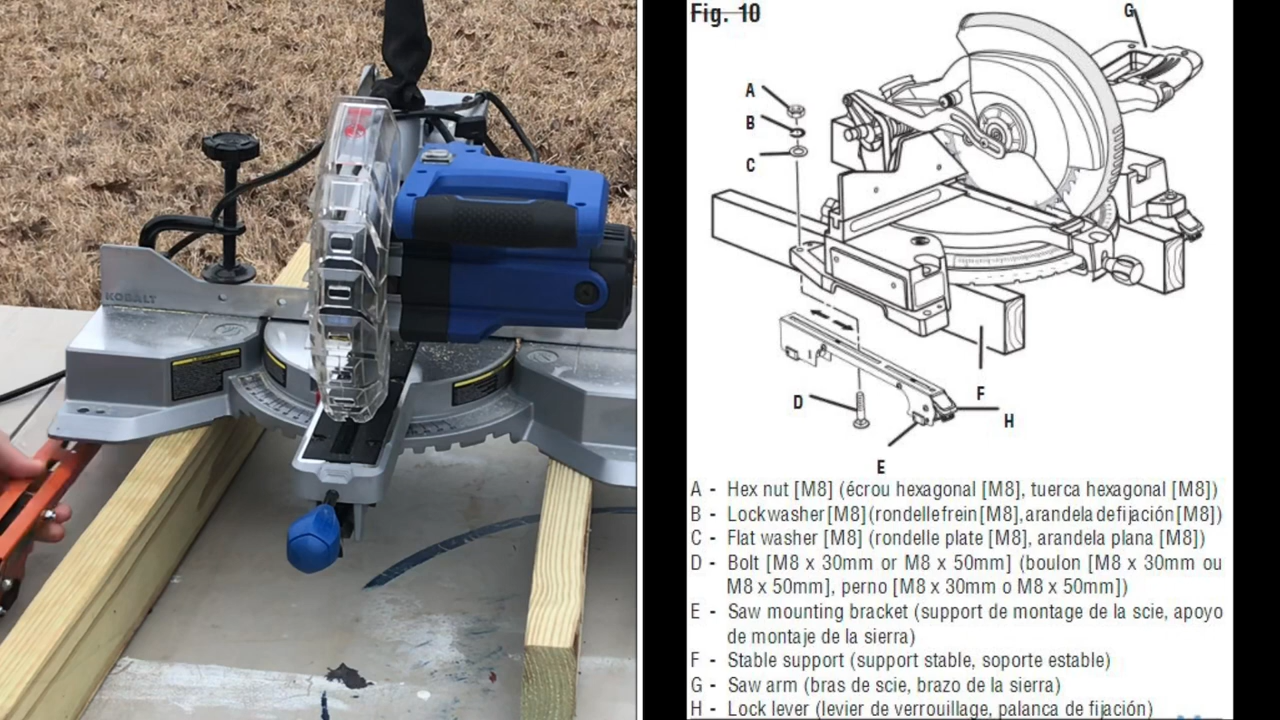 KOBALT
Fig. 10
G
A
B
C
F
D
H
E
A - Hex nut [M8] (écrou hexagonal [M8], tuerca hexagonal [M8])
B - Lock washer [M8] (rondelle frein [M8], arandela de fijación [M8])
C - Flat washer [M8] (rondelle plate [M8], arandela plana [M8])
D - Bolt [M8 x 30mm or M8 x 50mm] (boulon [M8 x 30mm ou
M8 x 50mm], perno [M8 x 30mm o M8 x 50mm])
E - Saw mounting bracket (support de montage de la scie, apoyo
de montaje de la sierra)
F - Stable support (support stable, soporte estable)
G - Saw arm (bras de scie, brazo de la sierra)
H - Lock lever (levier de verrouillage, palanca de fijación)